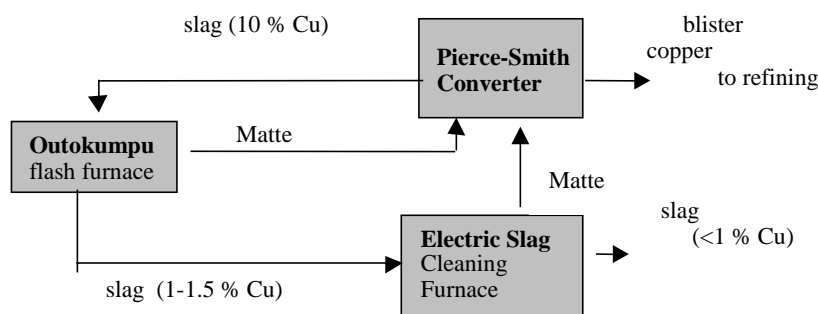 slag (10 % Cu)
Pierce-Smith
Converter
blister
copper
to refining
Outokumpu
flash furnace
Matte
Matte
Electric Slag
Cleaning
Furnace
slag
(<1 % Cu)
slag (1-1.5 % Cu)